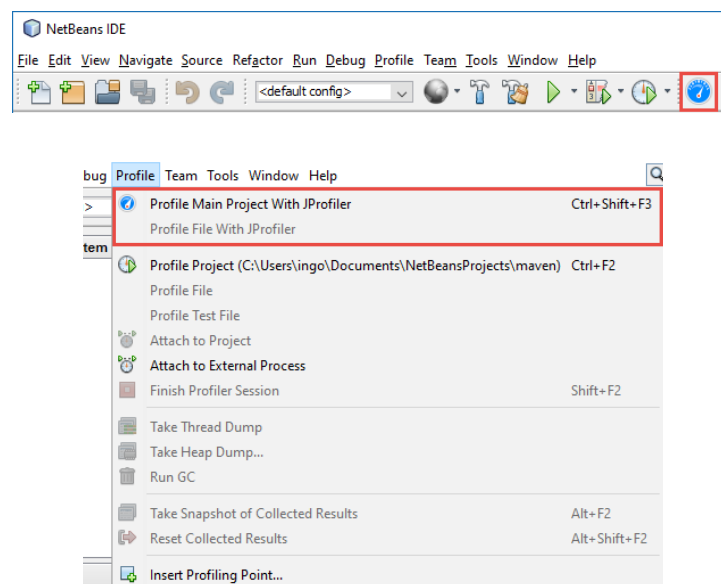 NetBeans IDE
File Edit View Navigate Source Refactor Run Debug Profile Team Tools Window Help
<default config>
bug Profile Team Tools Window Help
>
Profile Main Project With JProfiler Ctrl+Shift+F3
Profile File With JProfiler
tem
Profile Project (C:\Users\ingo\Documents\NetBeansProjects\maven) Ctrl+F2
Profile File
Profile Test File
Attach to Project
Attach to External Process
Finish Profiler Session Shift+F2
Take Thread Dump
Take Heap Dump...
Run GC
Take Snapshot of Collected Results Alt+F2
Reset Collected Results Alt+Shift+F2
Insert Profiling Point...